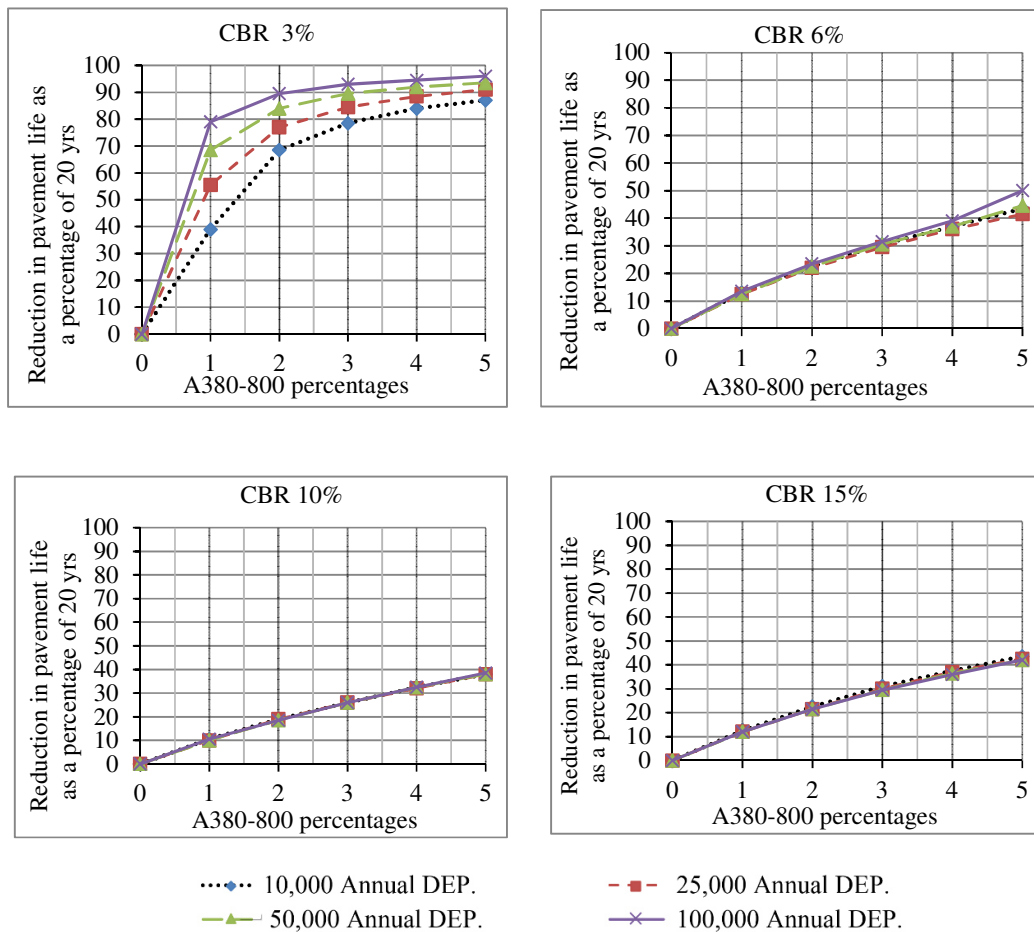 CBR 3%
Reduction in pavement life as
a percentage of 20 yrs
100
90
80
70
60
50
40
30
20
10
0
0 1 2 3 4 5
A380-800 percentages
CBR 6%
Reduction in pavement life as
a percentage of 20 yrs
100
90
80
70
60
50
40
30
20
10
0
0 1 2 3 4 5
A380-800 percentages
CBR 10%
Reduction in pavement life
as a percentage of 20 yrs
100
90
80
70
60
50
40
30
20
10
0
0 1 2 3 4 5
A380-800 percentages
CBR 15%
Reduction in pavement life
as a percentage of 20 yrs
100
90
80
70
60
50
40
30
20
10
0
0 1 2 3 4 5
A380-800 percentages
10,000 Annual DEP.
25,000 Annual DEP.
50,000 Annual DEP.
100,000 Annual DEP.